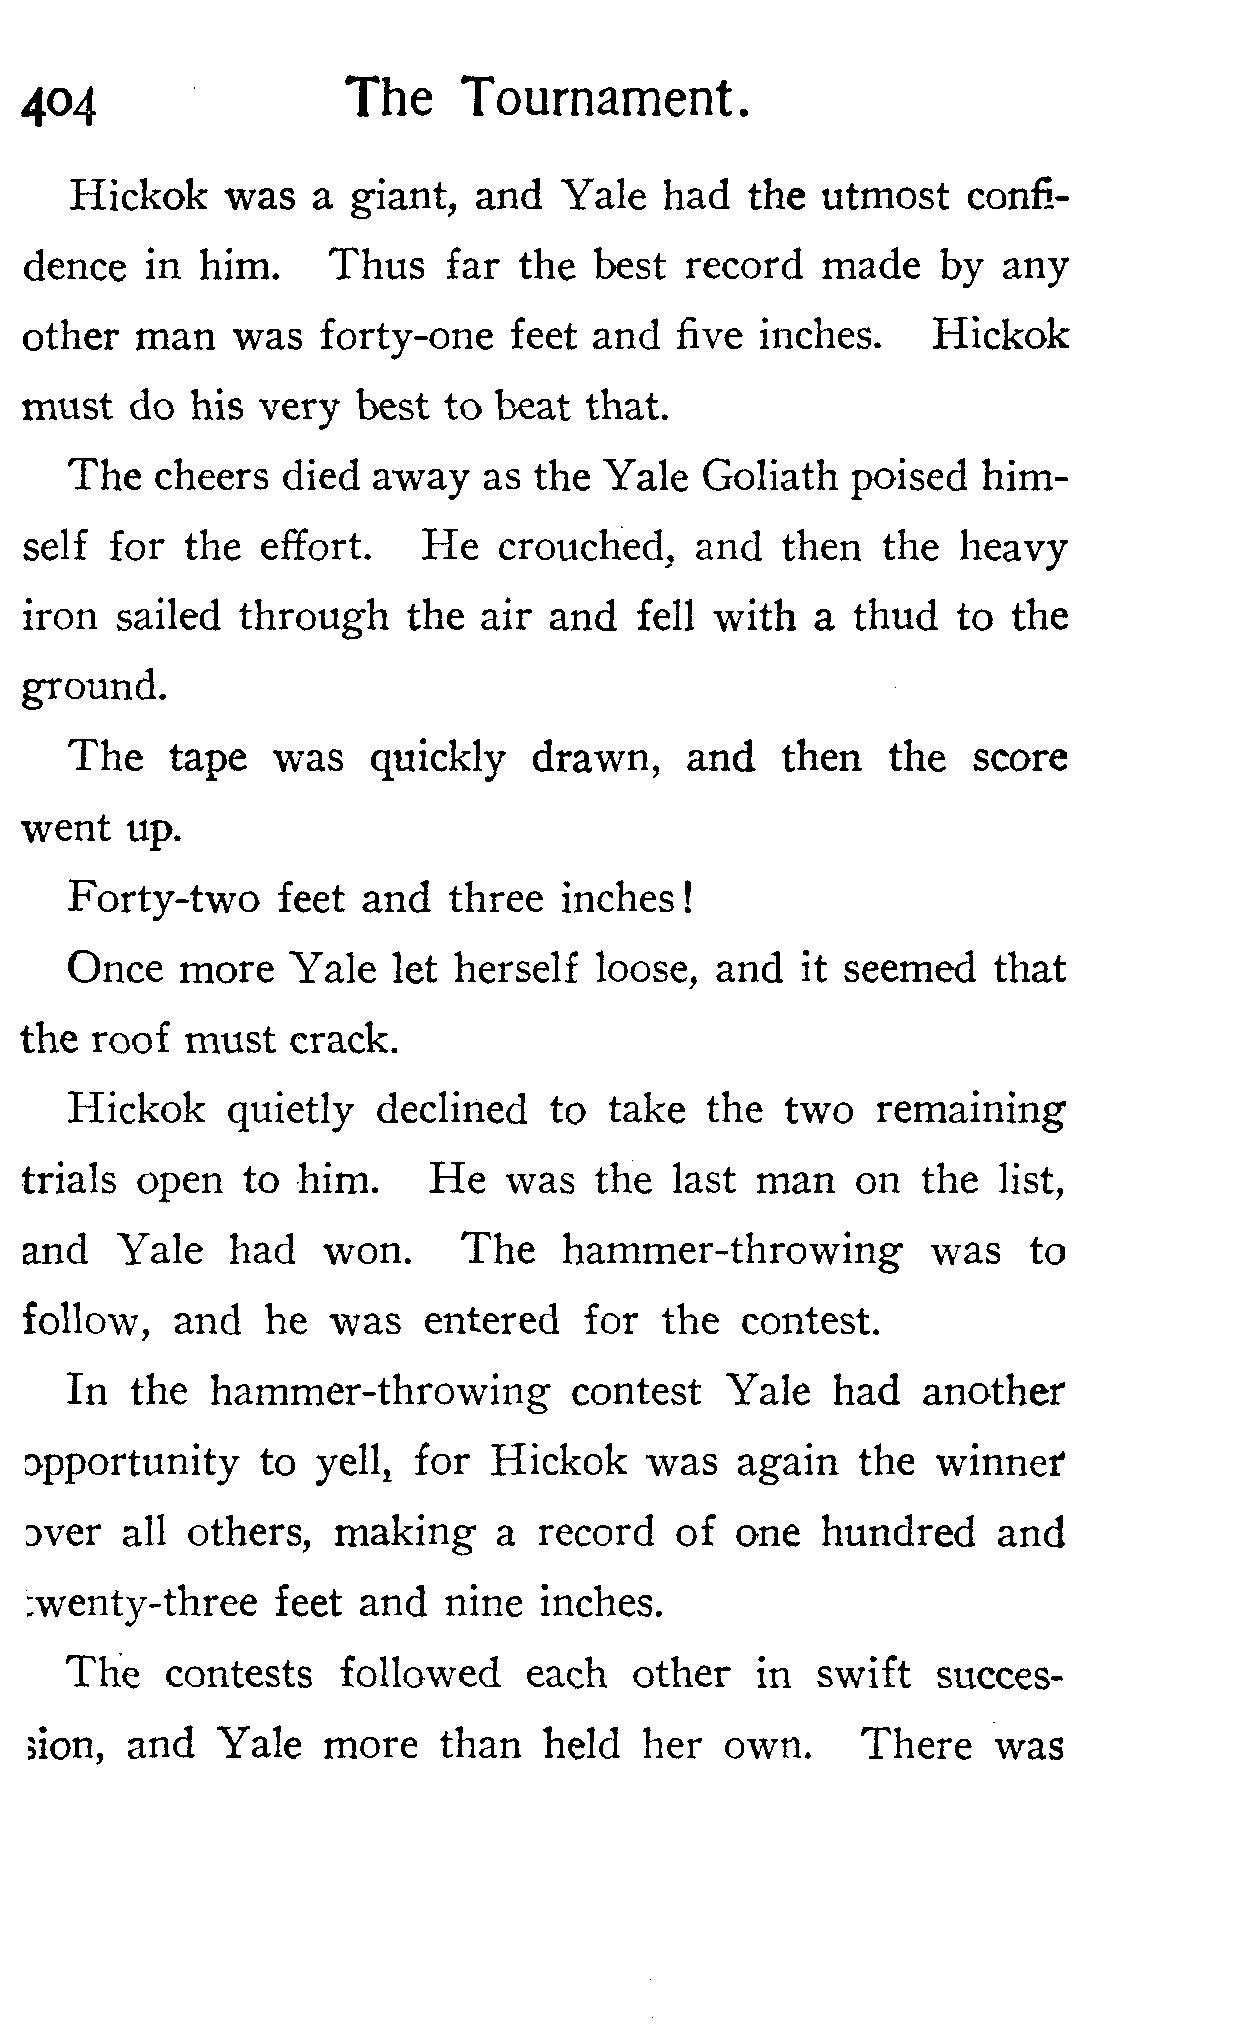 404 The Tournament.
Hickok was a giant, and Yale had the utmost confi-
dence in him. Thus far the best record made by any
other man was forty-one feet and five inches. Hickok
must do his very best to beat that.
The cheers died away as the Yale Goliath poised him-
self for the effort. He crouched, and then the heavy
iron sailed through the air and fell with a thud to the
ground.
The tape was quickly drawn, and then the score
went up.
Forty-two feet and three inches!
Once more Yale let herself loose, and it seemed that
the roof must crack.
Hickok quietly declined to take the two remaining
trials open to him. He was the last man on the list,
and Yale had won. The hammer-throwing was to
follow, and he was entered for the contest.
In the hammer-throwing contest Yale had another
opportunity to yell, for Hickok was again the winner
over all others, making a record of one hundred and
twenty-three feet and nine inches.
The contests followed each other in swift succes-
sion, and Yale more than held her own. There was